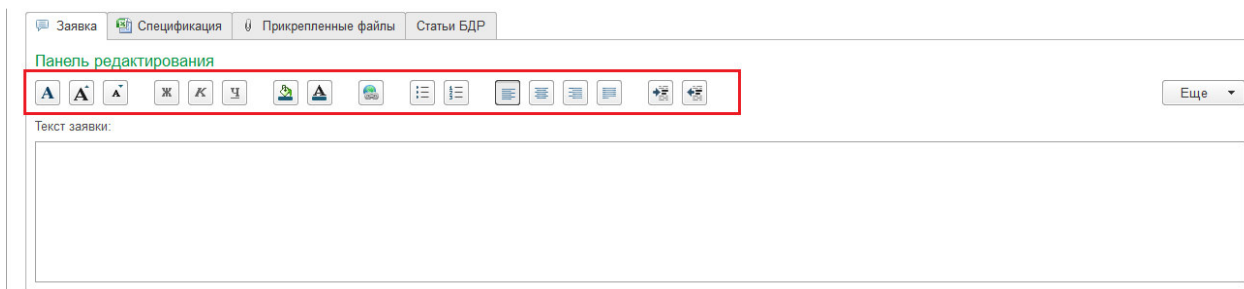 Заявка Спецификация Прикрепленные файлы Статьи БДР
Панель редактирования
А А А Ж К Ч А Еще
Текст заявки: